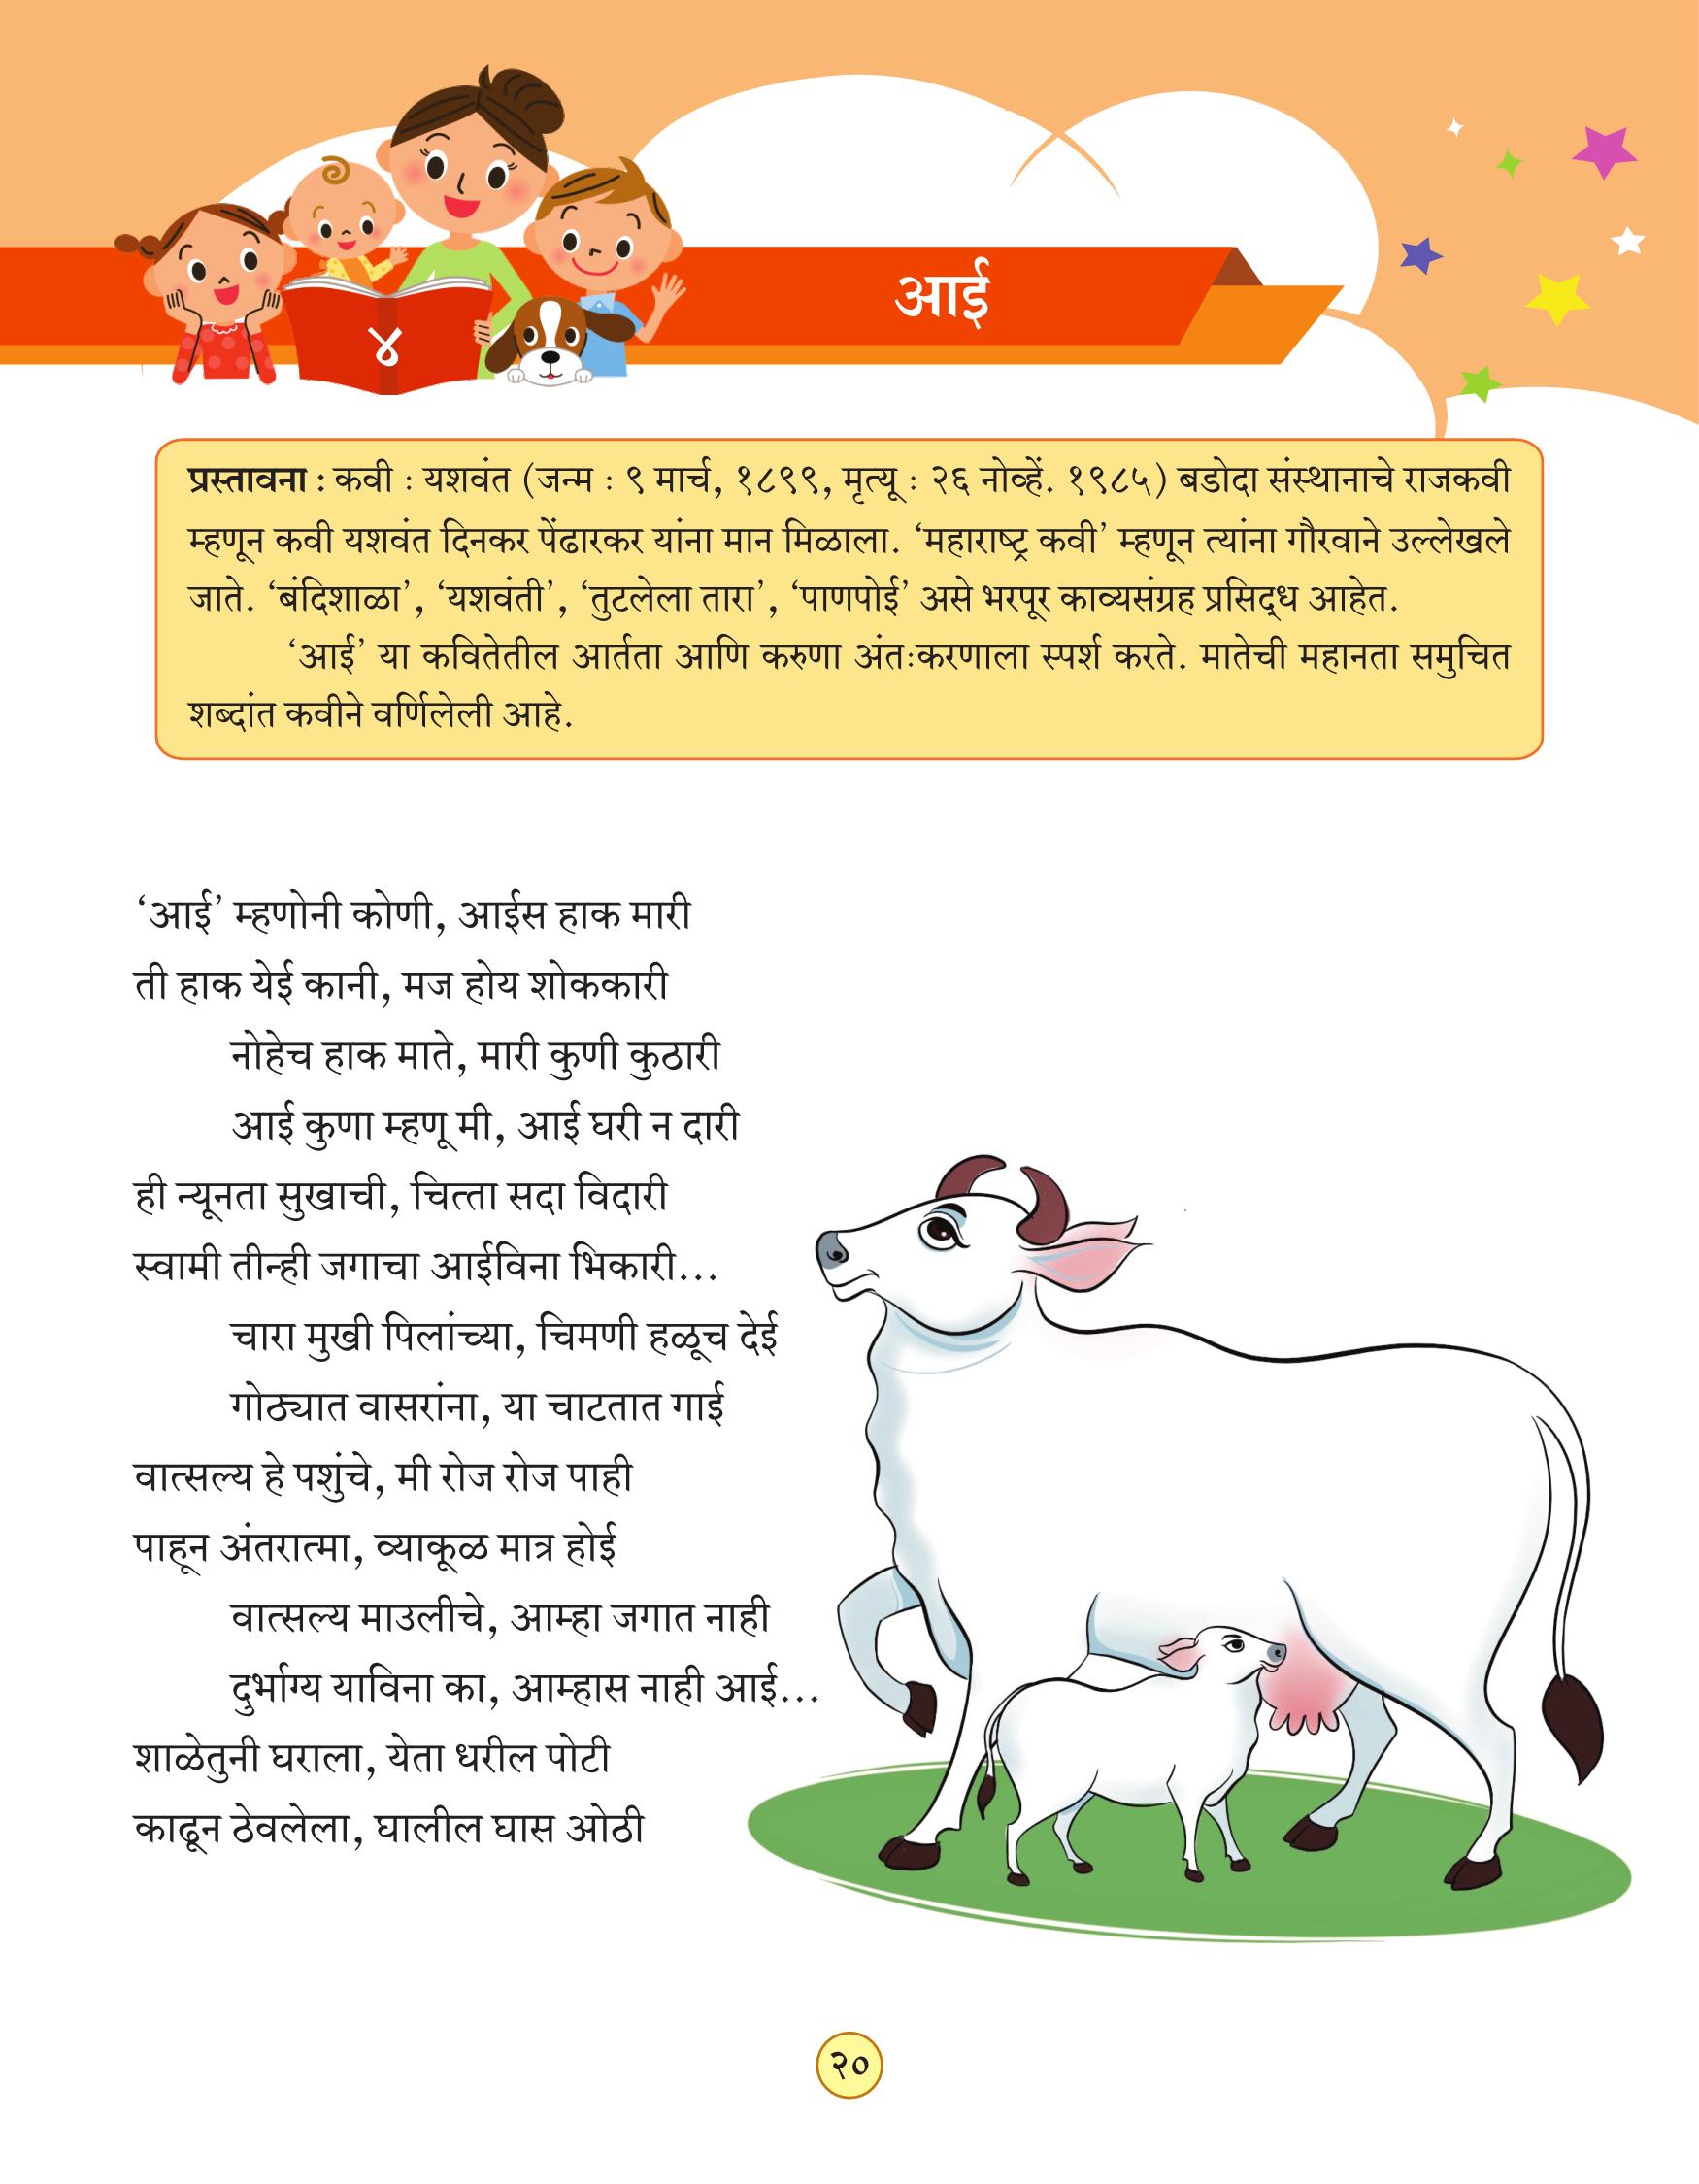 आई
४
प्रस्तावना : कवी : यशवंत (जन्म : ९ मार्च, १८९९, मृत्यू : २६ नोव्हें. १९८५) बडोदा संस्थानाचे राजकवी
म्हणून कवी यशवंत दिनकर पेंढारकर यांना मान मिळाला. ‘महाराष्ट्र कवी’ म्हणून त्यांना गौरवाने उल्लेखले
जाते. ‘बंदिशाळा’, ‘यशवंती’, ‘तुटलेला तारा’, ‘पाणपोई’ असे भरपूर काव्यसंग्रह प्रसिद्ध आहेत.
‘आई’ या कवितेतील आर्तता आणि करुणा अंतःकरणाला स्पर्श करते. मातेची महानता समुचित
शब्दांत कवीने वर्णिलेली आहे.
‘आई’ म्हणोनी कोणी, आईस हाक मारी
ती हाक येई कानी, मज होय शोककारी
नोहेच हाक माते, मारी कुणी कुठारी
आई कुणा म्हणू मी, आई घरी न दारी
ही न्यूनता सुखाची, चित्ता सदा विदारी
स्वामी तीन्ही जगाचा आईविना भिकारी...
चारा मुखी पिलांच्या, चिमणी हळूच देई
गोठ्यात वासरांना, या चाटतात गाई
वात्सल्य हे पशुंचे, मी रोज रोज पाही
पाहून अंतरात्मा, व्याकूळ मात्र होई
वात्सल्य माउलीचे, आम्हा जगात नाही
दुर्भाग्य याविना का, आम्हास नाही आई...
शाळेतुनी घराला, येता धरील पोटी
काढून ठेवलेला, घालील घास ओठी
२०